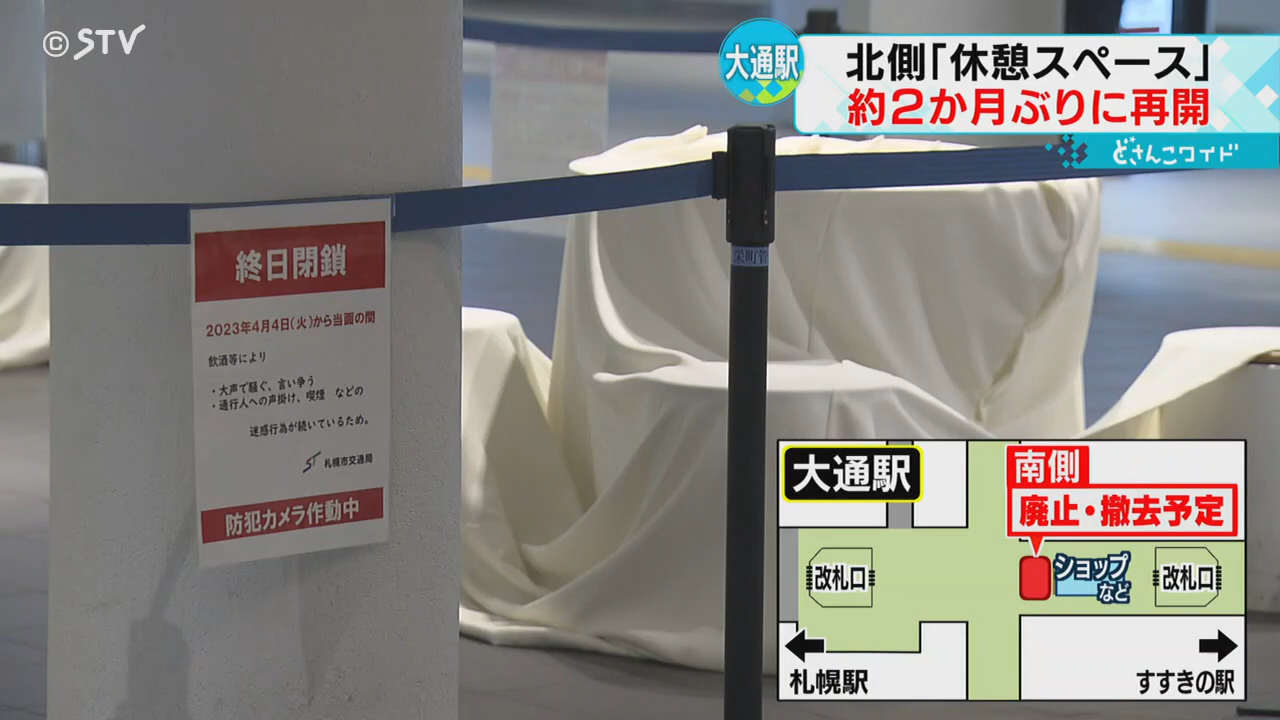 © STV
大通駅
北側「休憩スペース」
約2か月ぶりに再開
どさんこワイド
栄町管
終日閉鎖
2023年4月4日(火)から当面の間
飲酒等により
・大声で騒ぐ、言い争う
・通行人への声掛け、喫煙 などの
迷惑行為が続いているため。
ST 札幌市交通局
防犯カメラ作動中
大通駅
南側
廃止・撤去予定
改札口
ショップ
など
改札口
札幌駅
すすきの駅